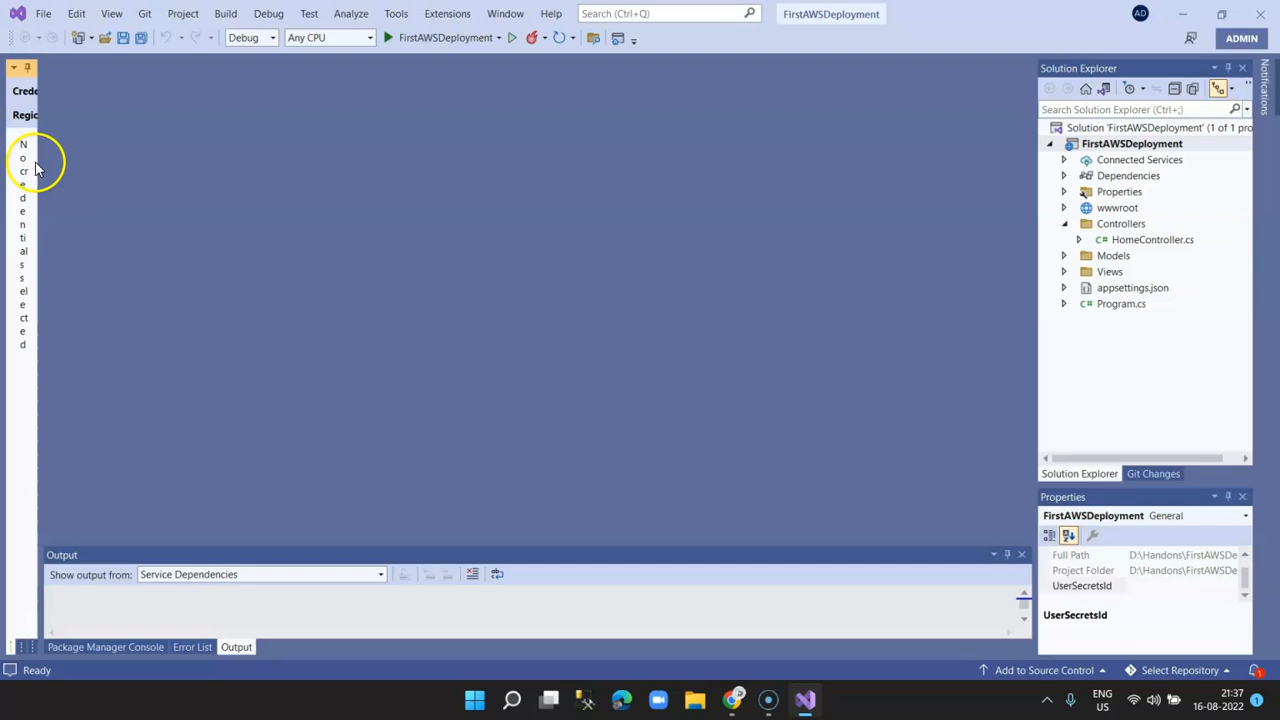 File Edit View Git Project Build Debug Test Analyze Tools Extensions Window Help Search (Ctrl+Q) FirstAWSDeployment AD
Debug Any CPU FirstAWSDeployment ADMIN
Crede
Regic
N
o
cr
e
d
e
n
ti
al
s
s
el
e
ct
e
d
Solution Explorer
Search Solution Explorer (Ctrl+;)
Solution 'FirstAWSDeployment' (1 of 1 pro
FirstAWSDeployment
Connected Services
Dependencies
Properties
wwwroot
Controllers
C# HomeController.cs
Models
Views
appsettings.json
C# Program.cs
Solution Explorer Git Changes
Notifications
Properties
FirstAWSDeployment General
Full Path D:\Handons\FirstAWSDe
Project Folder D:\Handons\FirstAWSDe
UserSecretsId
UserSecretsId
Output
Show output from: Service Dependencies
Package Manager Console Error List Output
Ready Add to Source Control Select Repository 1
ENG
US
21:37
16-08-2022
1